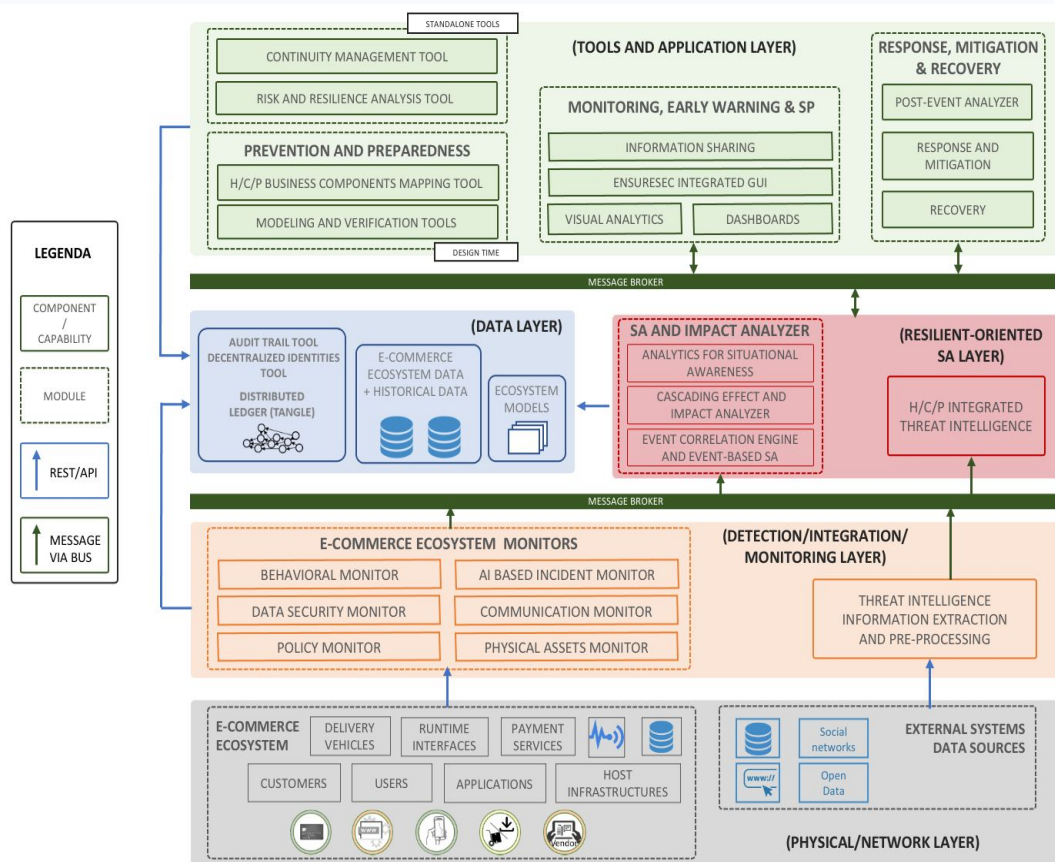 STANDALONE TOOLS
CONTINUITY MANAGEMENT TOOL
RISK AND RESILIENCE ANALYSIS TOOL
PREVENTION AND PREPAREDNESS
H/C/P BUSINESS COMPONENTS MAPPING TOOL
MODELING AND VERIFICATION TOOLS
DESIGN TIME
(TOOLS AND APPLICATION LAYER)
MONITORING, EARLY WARNING & SP
INFORMATION SHARING
ENSURESEC INTEGRATED GUI
VISUAL ANALYTICS
DASHBOARDS
RESPONSE, MITIGATION
& RECOVERY
POST-EVENT ANALYZER
RESPONSE AND
MITIGATION
RECOVERY
LEGENDA
COMPONENT
/
CAPABILITY
MODULE
REST/API
MESSAGE
VIA BUS
MESSAGE BROKER
(DATA LAYER)
AUDIT TRAIL TOOL
DECENTRALIZED IDENTITIES
TOOL
DISTRIBUTED
LEDGER (TANGLE)
E-COMMERCE
ECOSYSTEM DATA
+ HISTORICAL DATA
ECOSYSTEM
MODELS
SA AND IMPACT ANALYZER
ANALYTICS FOR SITUATIONAL
AWARENESS
CASCADING EFFECT AND
IMPACT ANALYZER
EVENT CORRELATION ENGINE
AND EVENT-BASED SA
(RESILIENT-ORIENTED
SA LAYER)
H/C/P INTEGRATED
THREAT INTELLIGENCE
MESSAGE BROKER
E-COMMERCE ECOSYSTEM MONITORS
BEHAVIORAL MONITOR
AI BASED INCIDENT MONITOR
DATA SECURITY MONITOR
COMMUNICATION MONITOR
POLICY MONITOR
PHYSICAL ASSETS MONITOR
(DETECTION/INTEGRATION/
MONITORING LAYER)
THREAT INTELLIGENCE
INFORMATION EXTRACTION
AND PRE-PROCESSING
E-COMMERCE
ECOSYSTEM
DELIVERY
VEHICLES
RUNTIME
INTERFACES
PAYMENT
SERVICES
CUSTOMERS
USERS
APPLICATIONS
HOST
INFRASTRUCTURES
WWW
Vendor
Social
networks
www://
Open
Data
EXTERNAL SYSTEMS
DATA SOURCES
(PHYSICAL/NETWORK LAYER)